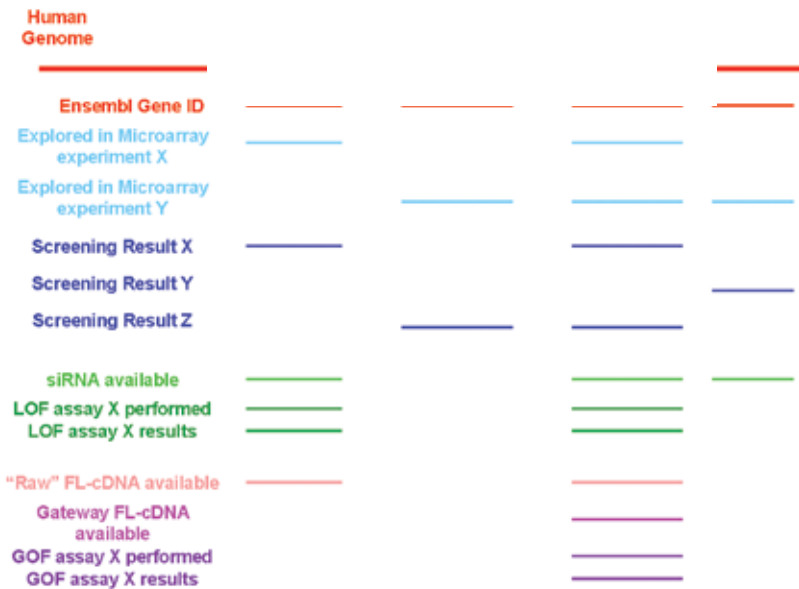 Human
Genome
Ensembl Gene ID
Explored in Microarray
experiment X
Explored in Microarray
experiment Y
Screening Result X
Screening Result Y
Screening Result Z
siRNA available
LOF assay X performed
LOF assay X results
“Raw” FL-cDNA available
Gateway FL-cDNA
available
GOF assay X performed
GOF assay X results